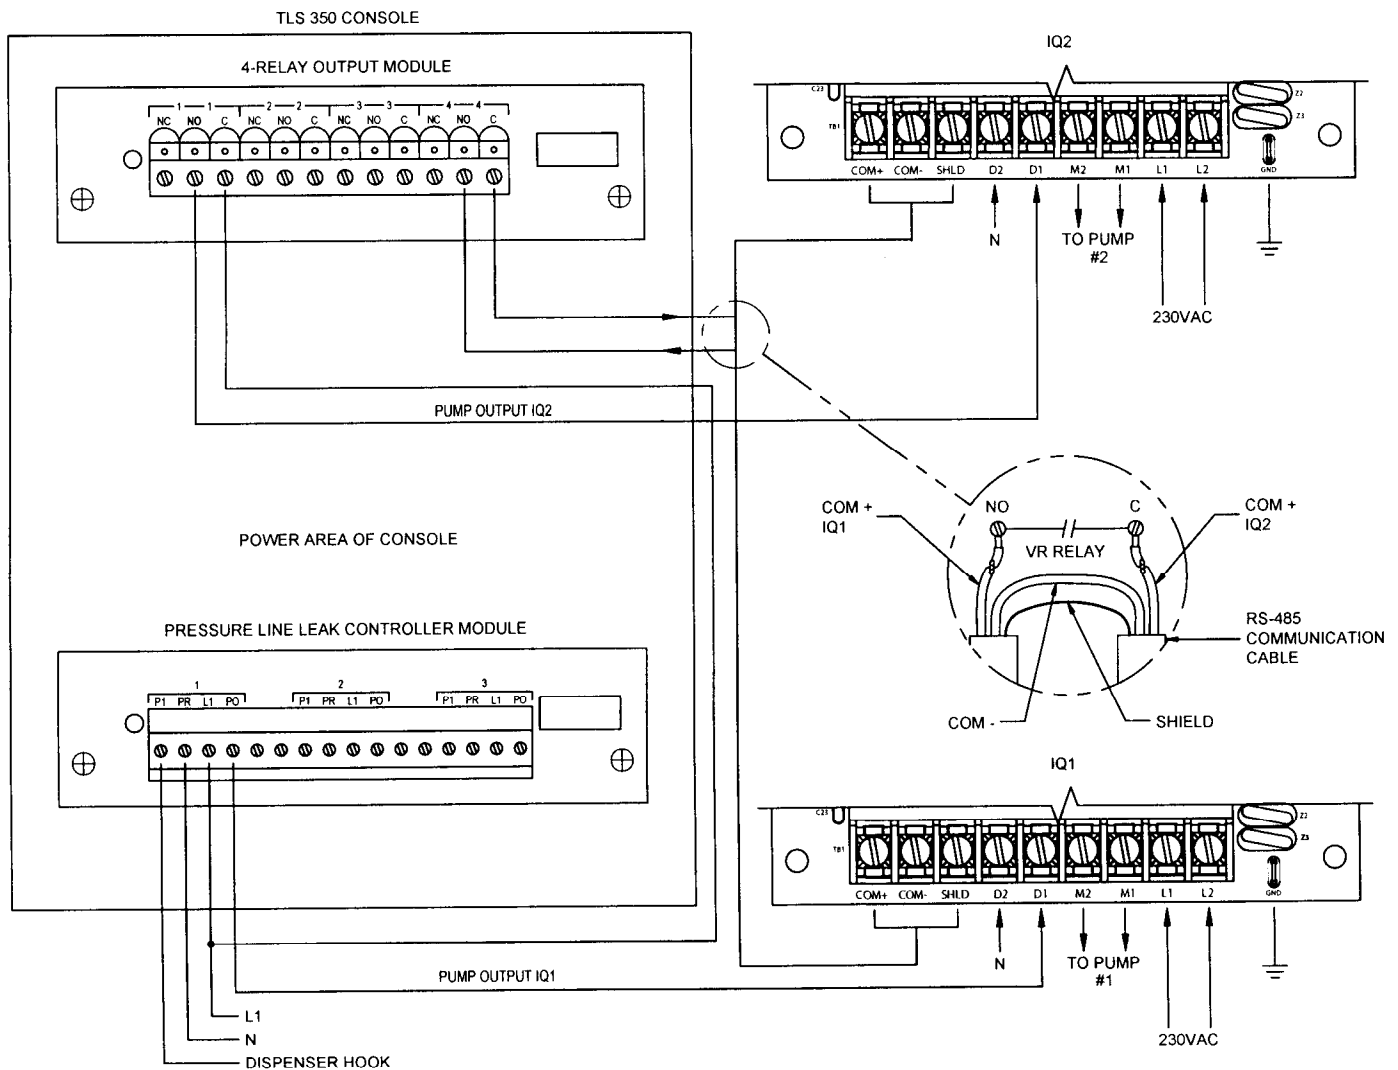 TLS 350 CONSOLE
4-RELAY OUTPUT MODULE
1 1 2 2 3 3 4 4
NC NO C NC NO C NC NO C NC NO C
IQ2
C23
Z2
Z3
TB1
COM+ COM- SHLD D2 D1 M2 M1 L1 L2 GND
N
TO PUMP
#2
230VAC
PUMP OUTPUT IQ2
POWER AREA OF CONSOLE
COM +
IQ1
NO
C
COM +
IQ2
VR RELAY
RS-485
COMMUNICATION
CABLE
COM -
SHIELD
PRESSURE LINE LEAK CONTROLLER MODULE
1 2 3
P1 PR L1 PO P1 PR L1 PO P1 PR L1 PO
IQ1
C23
Z2
Z3
TB1
COM+ COM- SHLD D2 D1 M2 M1 L1 L2 GND
N
TO PUMP
#1
230VAC
PUMP OUTPUT IQ1
L1
N
DISPENSER HOOK